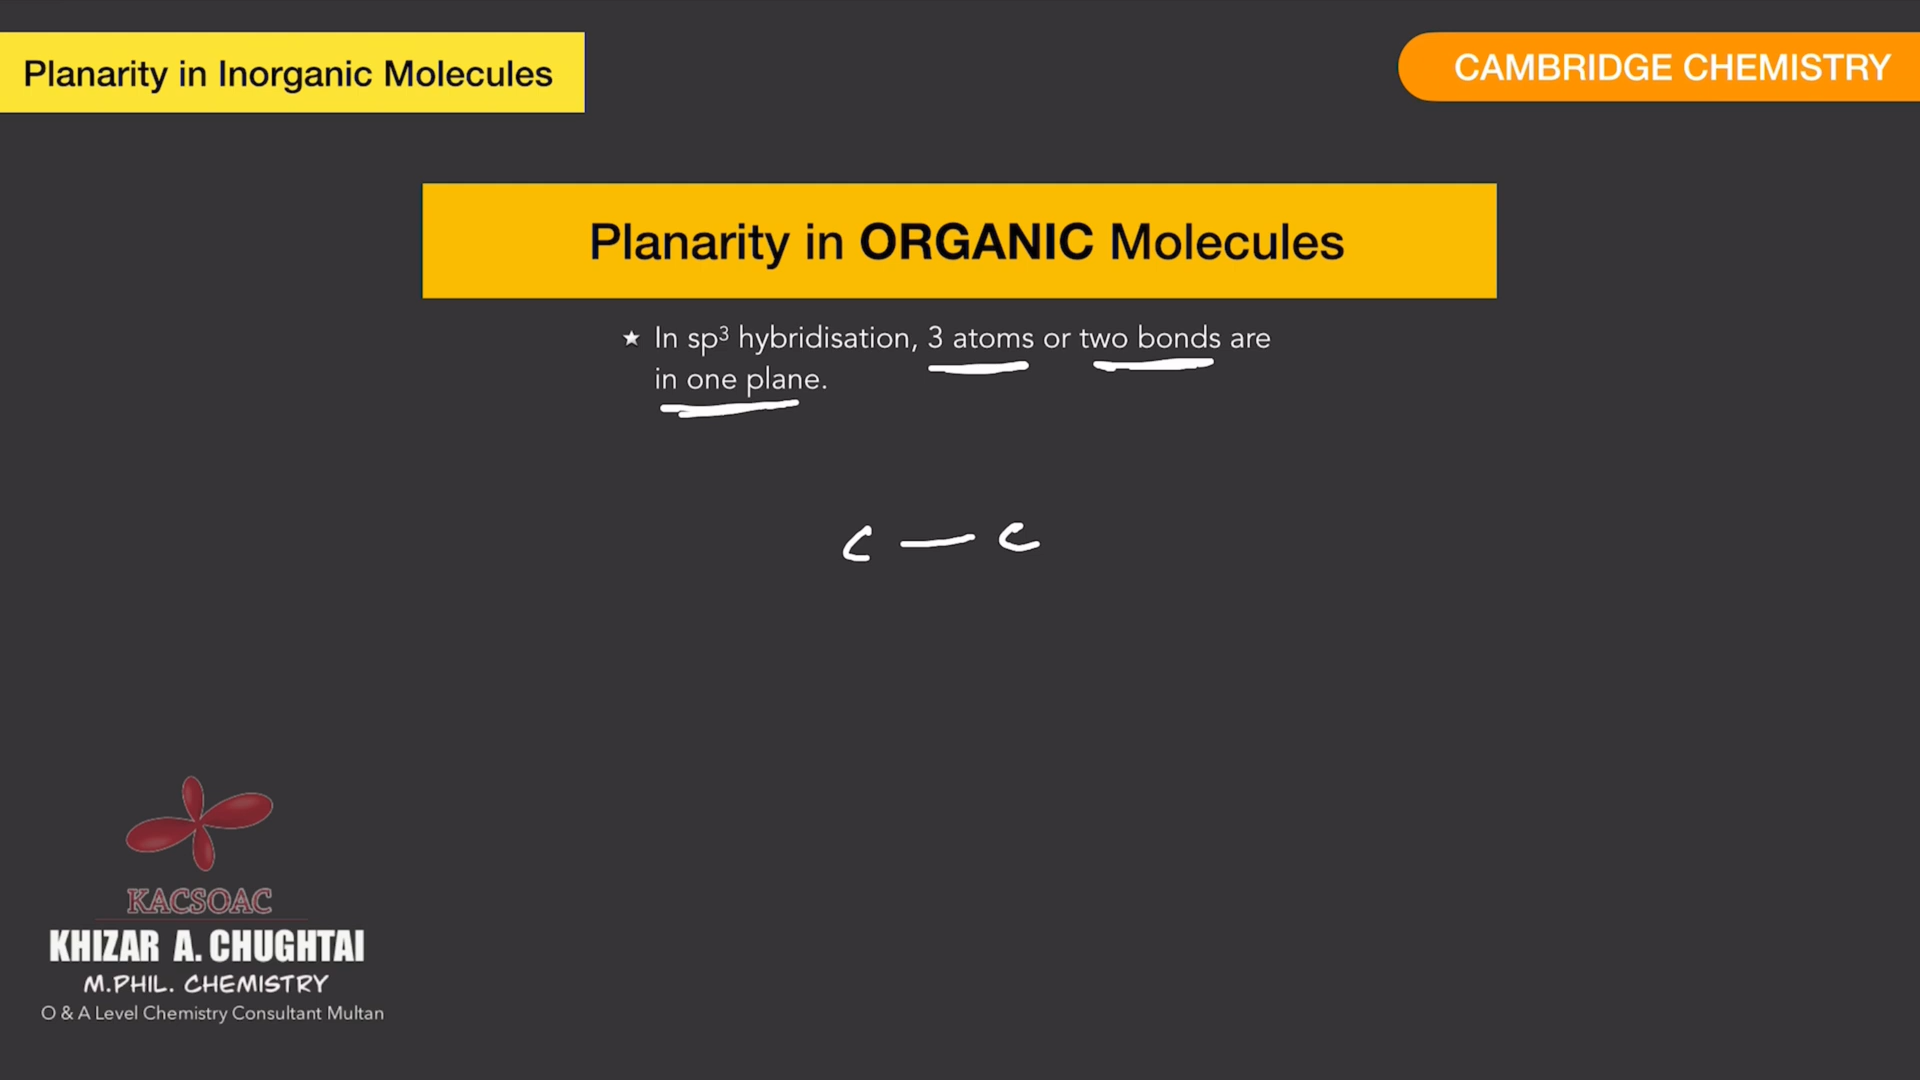 Planarity in Inorganic Molecules
CAMBRIDGE CHEMISTRY
Planarity in ORGANIC Molecules
★ In sp³ hybridisation, 3 atoms or two bonds are
in one plane.
c — c
KACSOAC
KHIZAR A. CHUGHTAI
M.PHIL. CHEMISTRY
O & A Level Chemistry Consultant Multan